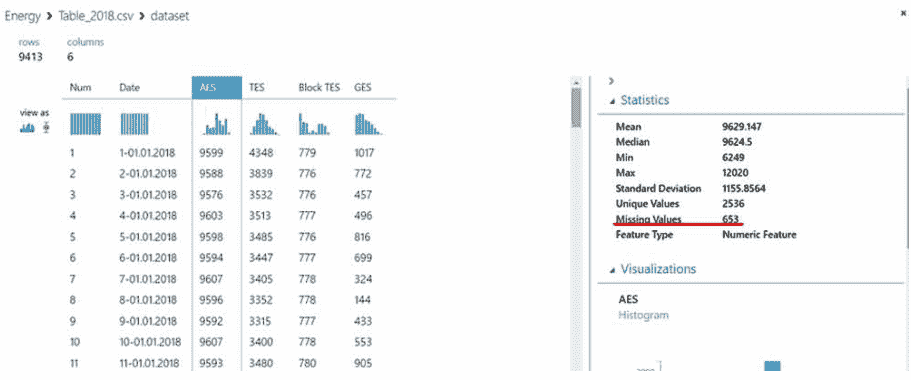 Energy › Table_2018.csv › dataset
rows columns
9413 6
Num Date AES TES Block TES GES
view as
1 1-01.01.2018 9599 4348 779 1017
2 2-01.01.2018 9588 3839 776 772
3 3-01.01.2018 9576 3532 776 457
4 4-01.01.2018 9603 3513 777 496
5 5-01.01.2018 9598 3485 776 816
6 6-01.01.2018 9594 3447 777 699
7 7-01.01.2018 9607 3405 778 324
8 8-01.01.2018 9596 3352 778 144
9 9-01.01.2018 9592 3315 777 433
10 10-01.01.2018 9607 3400 778 553
11 11-01.01.2018 9593 3480 780 905
Statistics
Mean 9629.147
Median 9624.5
Min 6249
Max 12020
Standard Deviation 1155.8564
Unique Values 2536
Missing Values 653
Feature Type Numeric Feature
Visualizations
AES
Histogram